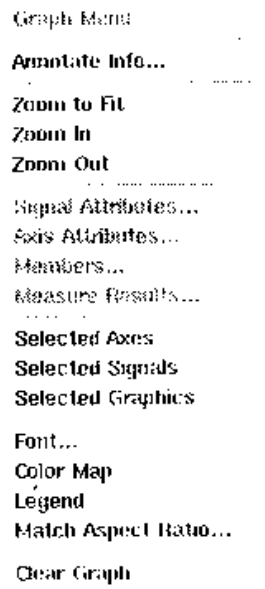 Graph Menu
Annotate Info...
Zoom to Fit
Zoom In
Zoom Out
Signal Attributes...
Axis Attributes...
Members...
Measure Results...
Selected Axes
Selected Signals
Selected Graphics
Font...
Color Map
Legend
Match Aspect Ratio...
Clear Graph